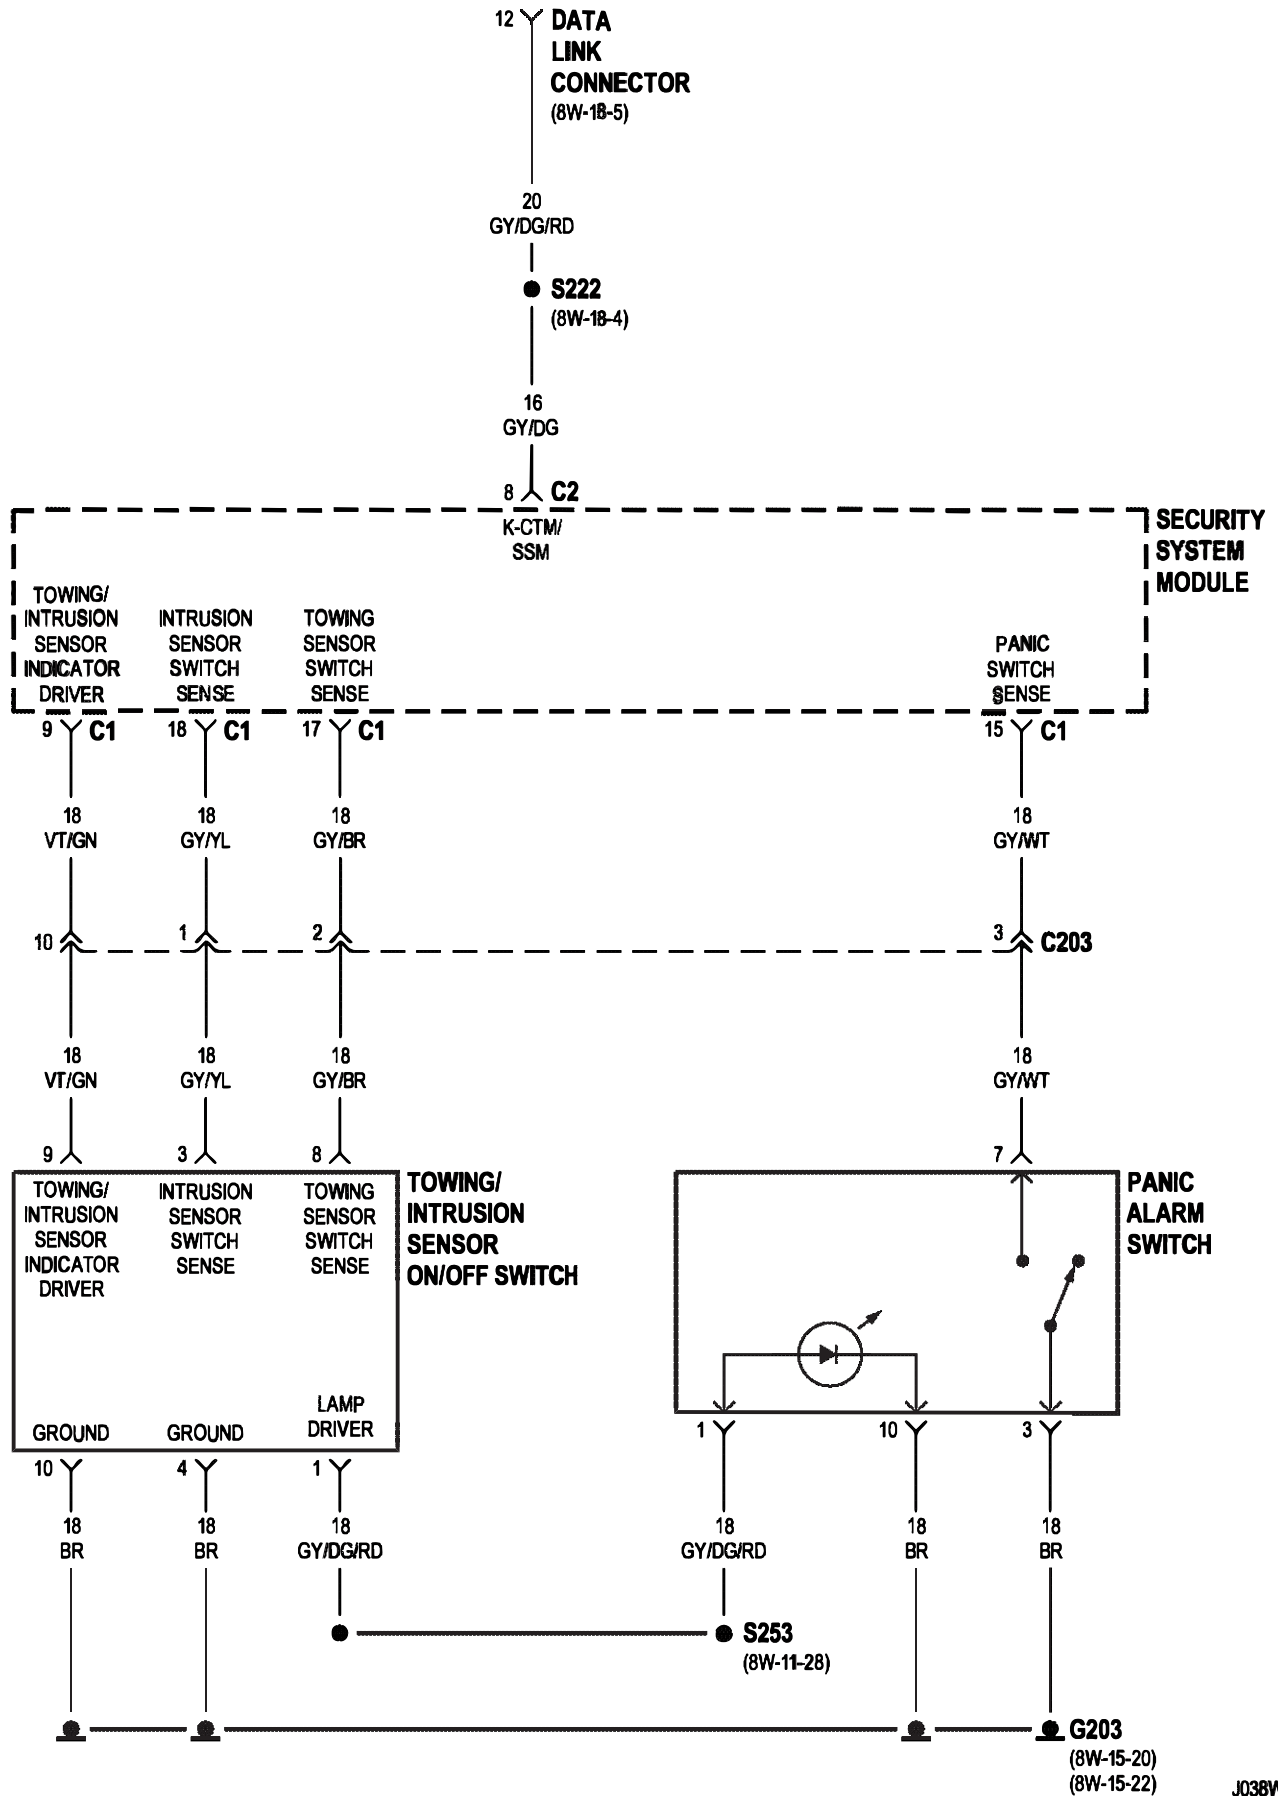 12 DATA
LINK
CONNECTOR
(8W-18-5)
20
GY/DG/RD
S222
(8W-18-4)
16
GY/DG
8 C2
K-CTM/
SSM
SECURITY
SYSTEM
MODULE
TOWING/
INTRUSION
SENSOR
INDICATOR
DRIVER
INTRUSION
SENSOR
SWITCH
SENSE
TOWING
SENSOR
SWITCH
SENSE
PANIC
SWITCH
SENSE
9 C1 18 C1 17 C1 15 C1
18 18 18 18
VT/GN GY/YL GY/BR GY/WT
10 1 2 3 C203
18 18 18 18
VT/GN GY/YL GY/BR GY/WT
9 3 8 7
TOWING/
INTRUSION
SENSOR
INDICATOR
DRIVER
INTRUSION
SENSOR
SWITCH
SENSE
TOWING
SENSOR
SWITCH
SENSE
TOWING/
INTRUSION
SENSOR
ON/OFF SWITCH
PANIC
ALARM
SWITCH
GROUND
GROUND
LAMP
DRIVER
1 10 3
10 4 1
18 18 18 18 18 18
BR BR GY/DG/RD GY/DG/RD BR BR
S253
(8W-11-28)
G203
(8W-15-20)
(8W-15-22)
J038W